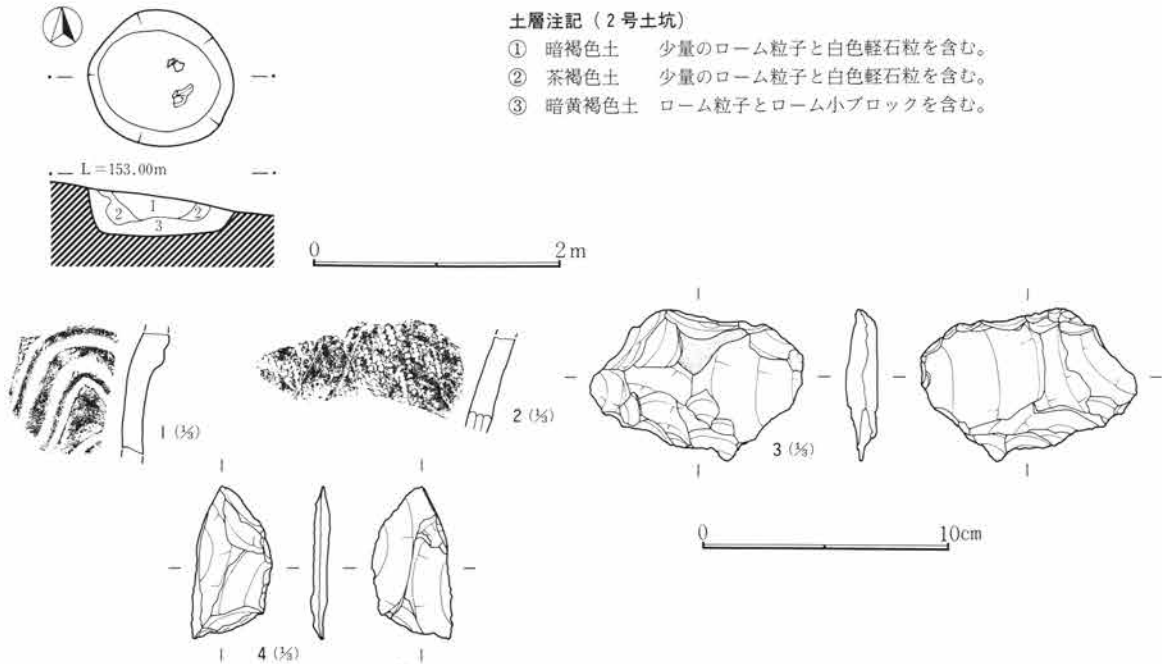 土層注記(2号土坑)
① 暗褐色土 少量のローム粒子と白色軽石粒を含む。
② 茶褐色土 少量のローム粒子と白色軽石粒を含む。
③ 暗黄褐色土 ローム粒子とローム小ブロックを含む。
L=153.00m
2 1 2
3
0 2m
1 (⅓)
2 (⅓)
3 (⅓)
0 10cm
4 (⅓)